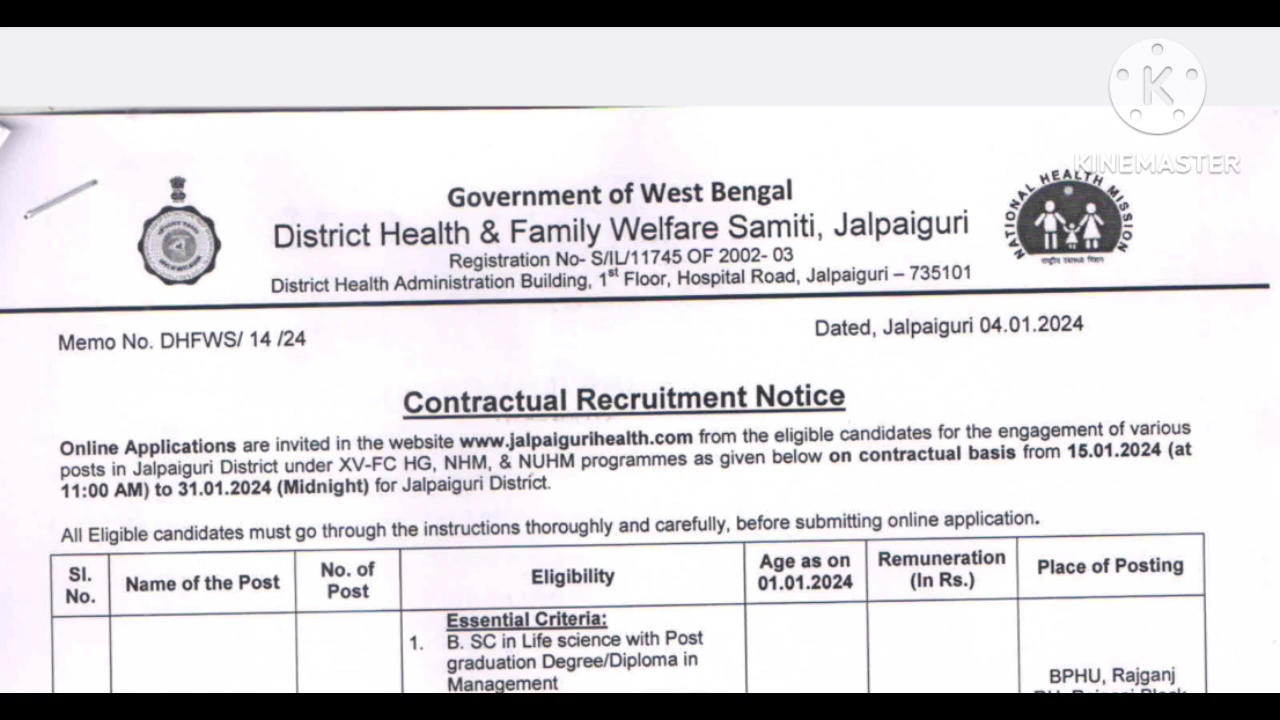 K
KINEMASTER
NATIONAL HEALTH MISSION
राष्ट्रीय स्वास्थ्य मिशन
Government of West Bengal
District Health & Family Welfare Samiti, Jalpaiguri
Registration No- S/IL/11745 OF 2002- 03
District Health Administration Building, 1st Floor, Hospital Road, Jalpaiguri – 735101
Memo No. DHFWS/ 14 /24
Dated, Jalpaiguri 04.01.2024
Contractual Recruitment Notice
Online Applications are invited in the website www.jalpaigurihealth.com from the eligible candidates for the engagement of various
posts in Jalpaiguri District under XV-FC HG, NHM, & NUHM programmes as given below on contractual basis from 15.01.2024 (at
11:00 AM) to 31.01.2024 (Midnight) for Jalpaiguri District.
All Eligible candidates must go through the instructions thoroughly and carefully, before submitting online application.
Sl. No.
Name of the Post
No. of Post
Eligibility
Age as on 01.01.2024
Remuneration (In Rs.)
Place of Posting
Essential Criteria:
1. B. SC in Life science with Post
graduation Degree/Diploma in
Management
BPHU, Rajganj